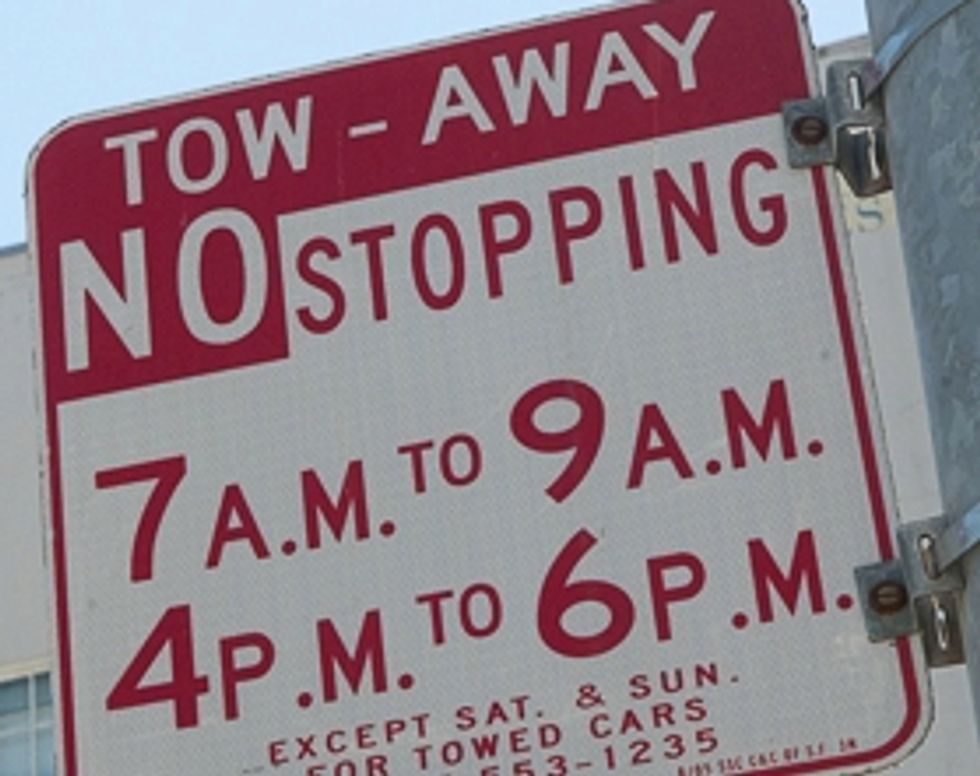 TOW - AWAY
NO STOPPING
7 A.M. TO 9 A.M.
4 P.M. TO 6 P.M.
EXCEPT SAT. & SUN.
FOR TOWED CARS
553-1235